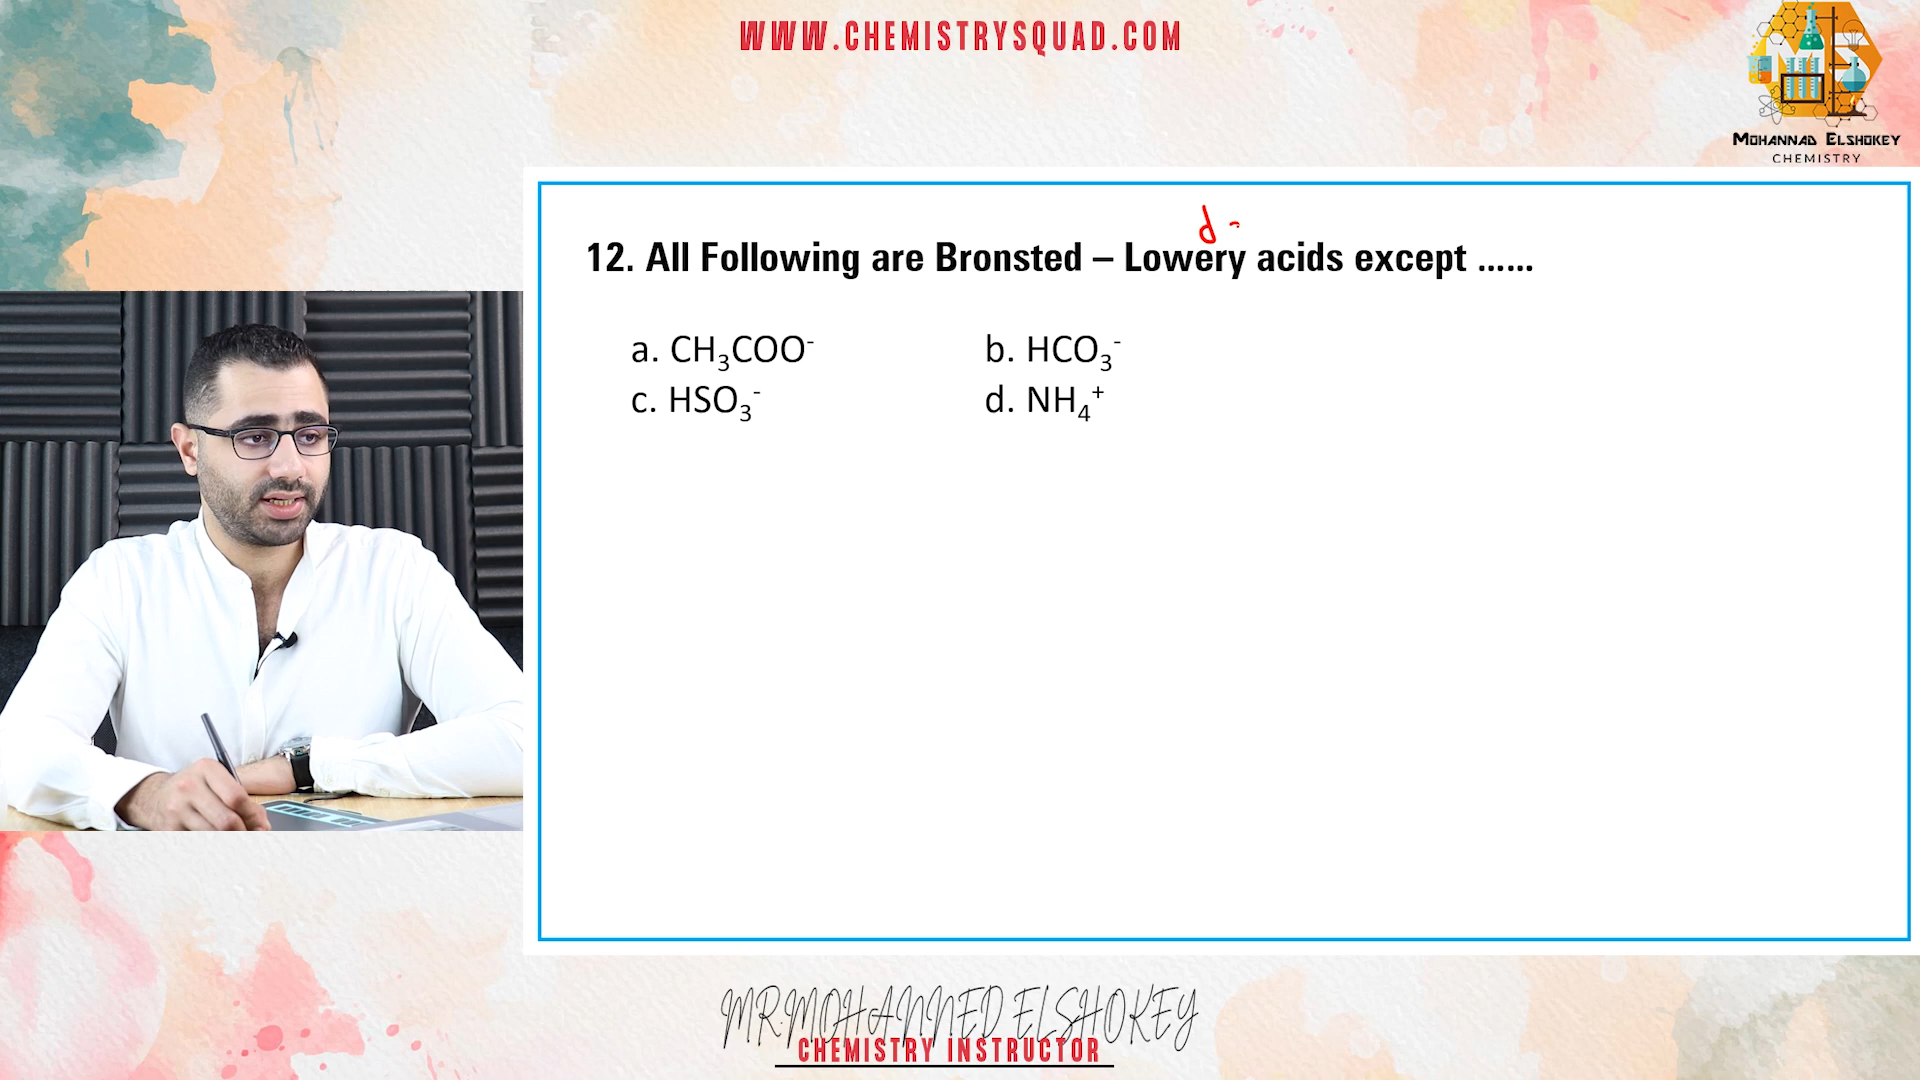 WWW.CHEMISTRYSQUAD.COM
MS
MOHANNAD ELSHOKEY
CHEMISTRY
d
12. All Following are Bronsted – Lowery acids except ......
a. CH₃COO⁻ b. HCO₃⁻
c. HSO₃⁻ d. NH₄⁺
MR.MOHANNED ELSHOKEY
CHEMISTRY INSTRUCTOR